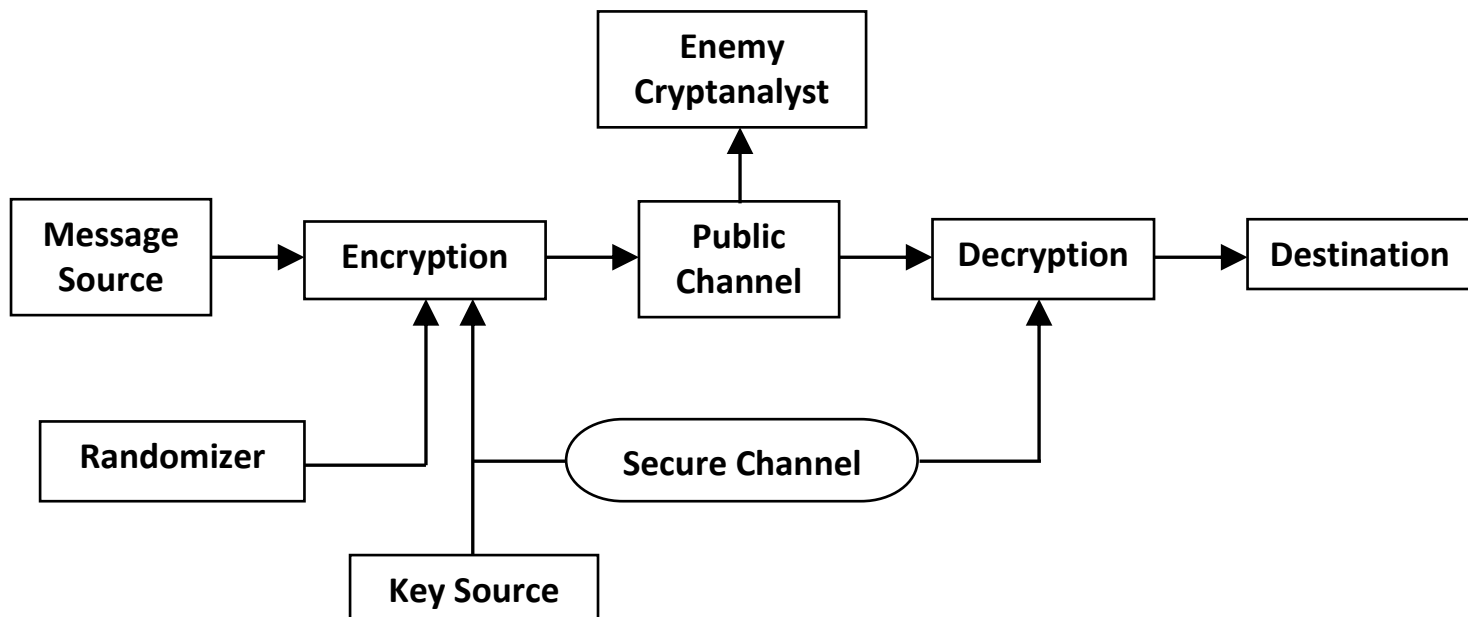 Enemy
Cryptanalyst
Message
Source
Encryption
Public
Channel
Decryption
Destination
Randomizer
Secure Channel
Key Source